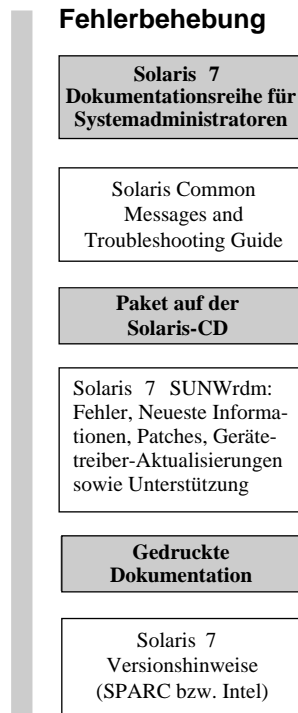 Fehlerbehebung
Solaris 7
Dokumentationsreihe für
Systemadministratoren
Solaris Common
Messages and
Troubleshooting Guide
Paket auf der
Solaris-CD
Solaris 7 SUNWrdm:
Fehler, Neueste Informa-
tionen, Patches, Geräte-
treiber-Aktualisierungen
sowie Unterstützung
Gedruckte
Dokumentation
Solaris 7
Versionshinweise
(SPARC bzw. Intel)